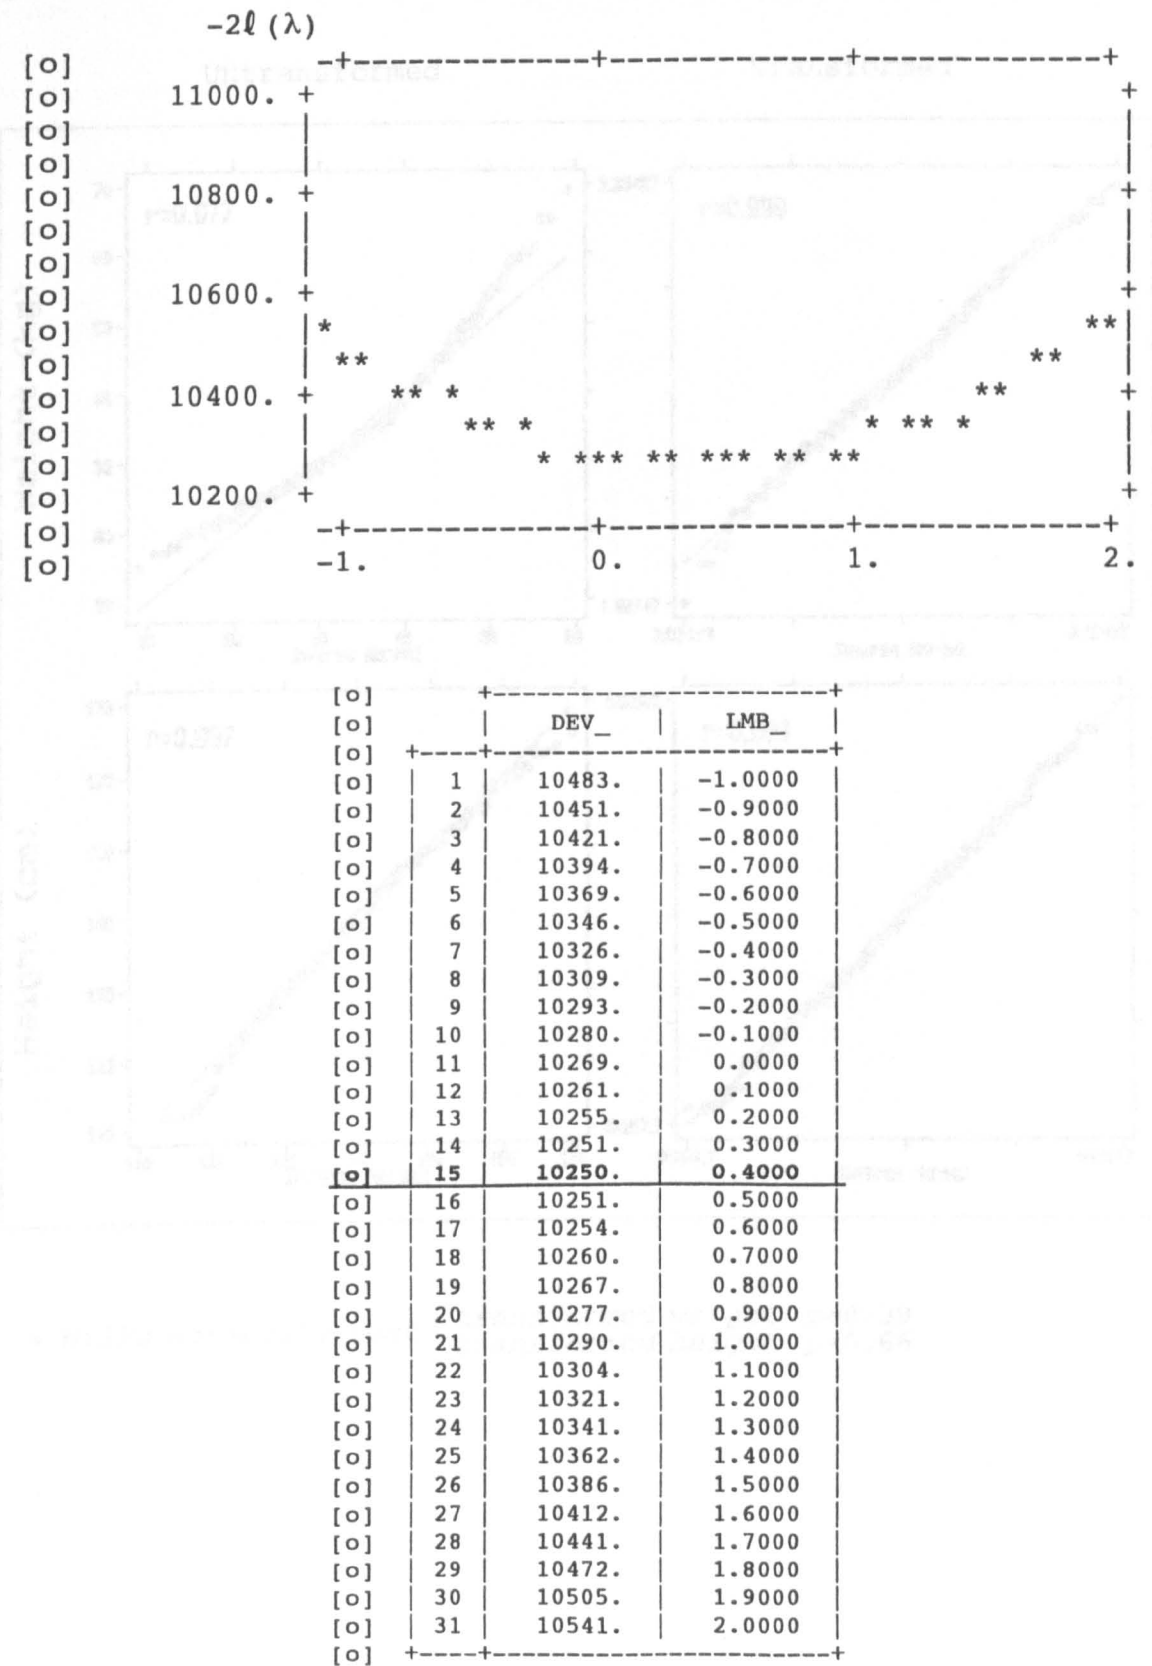 -2ℓ (λ)
[o] -+-------------+-------------+-------------+
[o] 11000. + +
[o] | |
[o] | |
[o] 10800. + +
[o] | |
[o] | |
[o] 10600. + +
[o] |* ** |
[o] | ** ** |
[o] 10400. + ** * ** +
[o] | ** * * ** * |
[o] | * *** ** *** ** ** |
[o] 10200. + +
[o] -+-------------+-------------+-------------+
[o] -1. 0. 1. 2.
[o] +-------------------+
[o] | DEV_ | LMB_ |
[o] +----+-------------------+
[o] | 1 | 10483. | -1.0000 |
[o] | 2 | 10451. | -0.9000 |
[o] | 3 | 10421. | -0.8000 |
[o] | 4 | 10394. | -0.7000 |
[o] | 5 | 10369. | -0.6000 |
[o] | 6 | 10346. | -0.5000 |
[o] | 7 | 10326. | -0.4000 |
[o] | 8 | 10309. | -0.3000 |
[o] | 9 | 10293. | -0.2000 |
[o] | 10 | 10280. | -0.1000 |
[o] | 11 | 10269. | 0.0000 |
[o] | 12 | 10261. | 0.1000 |
[o] | 13 | 10255. | 0.2000 |
[o] | 14 | 10251. | 0.3000 |
[o] | 15 | 10250. | 0.4000 |
[o] | 16 | 10251. | 0.5000 |
[o] | 17 | 10254. | 0.6000 |
[o] | 18 | 10260. | 0.7000 |
[o] | 19 | 10267. | 0.8000 |
[o] | 20 | 10277. | 0.9000 |
[o] | 21 | 10290. | 1.0000 |
[o] | 22 | 10304. | 1.1000 |
[o] | 23 | 10321. | 1.2000 |
[o] | 24 | 10341. | 1.3000 |
[o] | 25 | 10362. | 1.4000 |
[o] | 26 | 10386. | 1.5000 |
[o] | 27 | 10412. | 1.6000 |
[o] | 28 | 10441. | 1.7000 |
[o] | 29 | 10472. | 1.8000 |
[o] | 30 | 10505. | 1.9000 |
[o] | 31 | 10541. | 2.0000 |
[o] +----+-------------------+